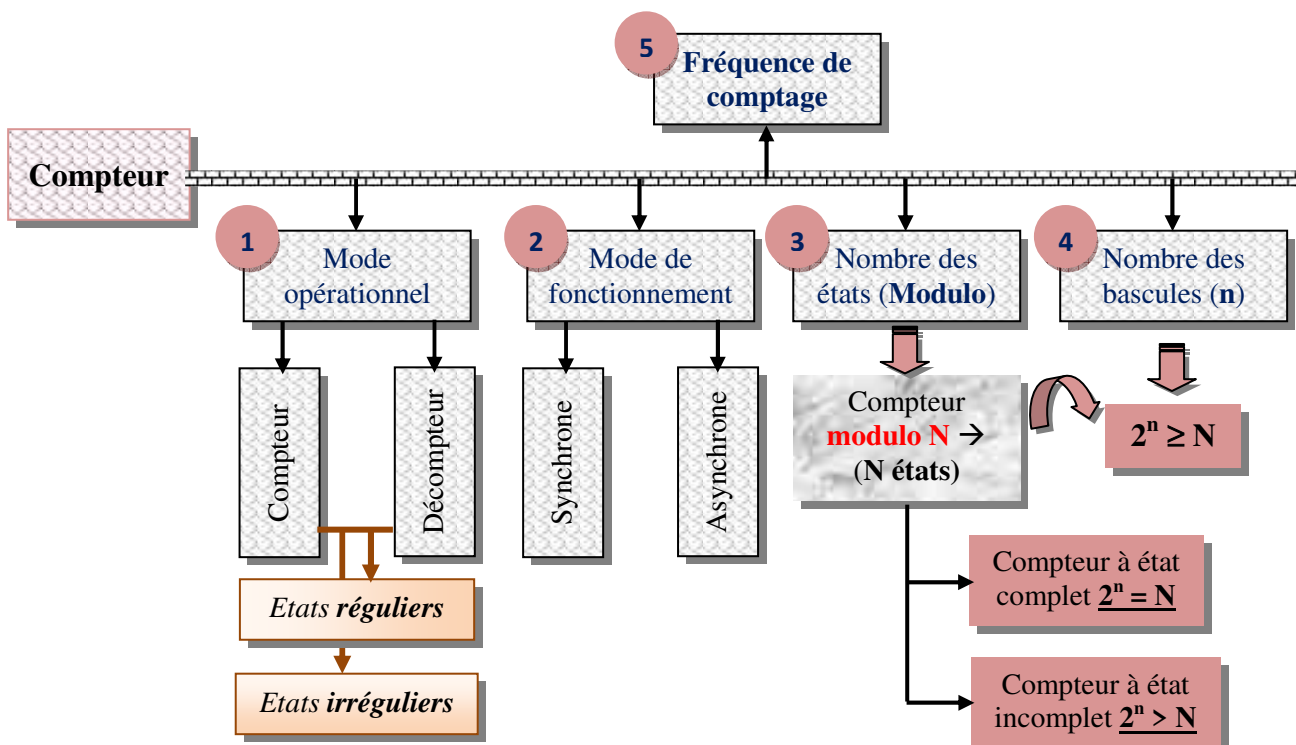 5
Fréquence de
comptage
Compteur
1
Mode
opérationnel
2
Mode de
fonctionnement
3
Nombre des
états (Modulo)
4
Nombre des
bascules (n)
Compteur
Décompteur
Synchrone
Asynchrone
Compteur
modulo N →
(N états)
2ⁿ ≥ N
Etats réguliers
Etats irréguliers
Compteur à état
complet 2ⁿ = N
Compteur à état
incomplet 2ⁿ > N